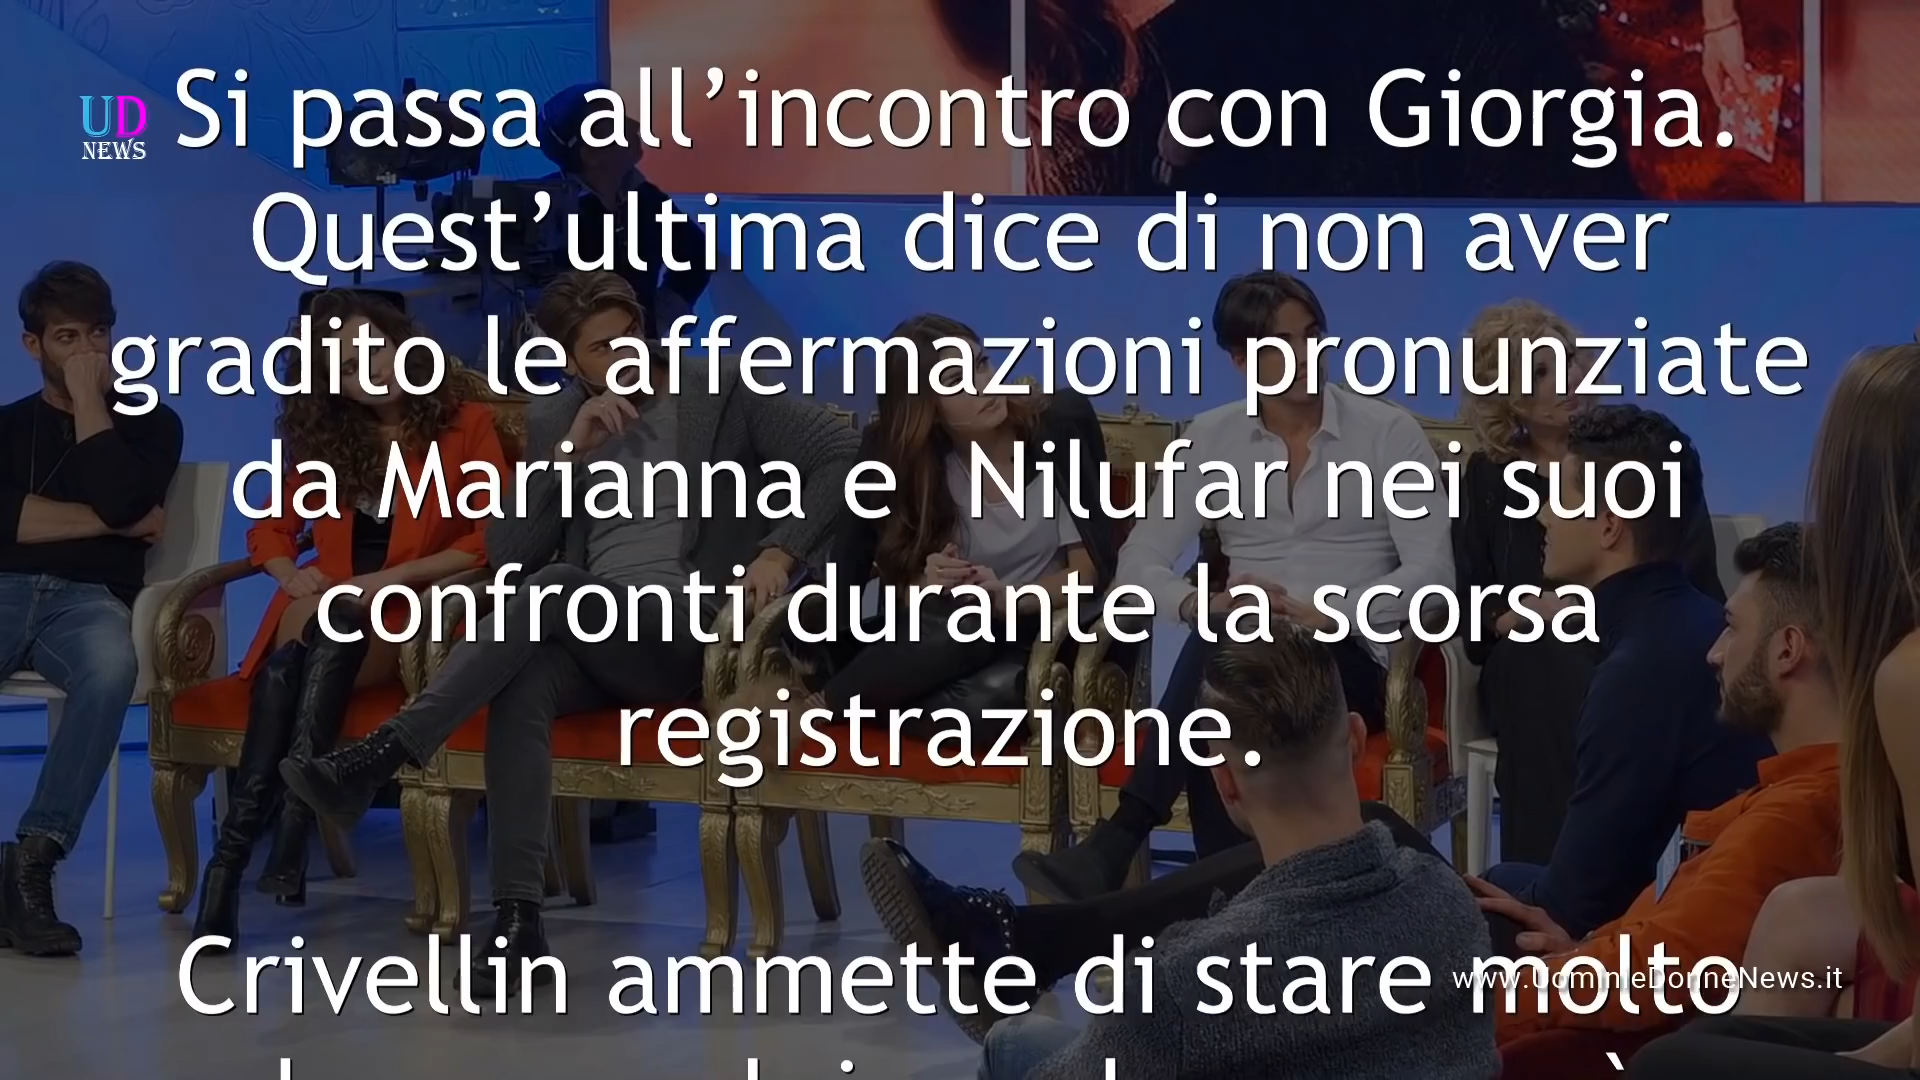 UD
NEWS
Si passa all’incontro con Giorgia.
Quest’ultima dice di non aver
gradito le affermazioni pronunziate
da Marianna e  Nilufar nei suoi
confronti durante la scorsa
registrazione.
Crivellin ammette di stare molto
www.UominieDonneNews.it